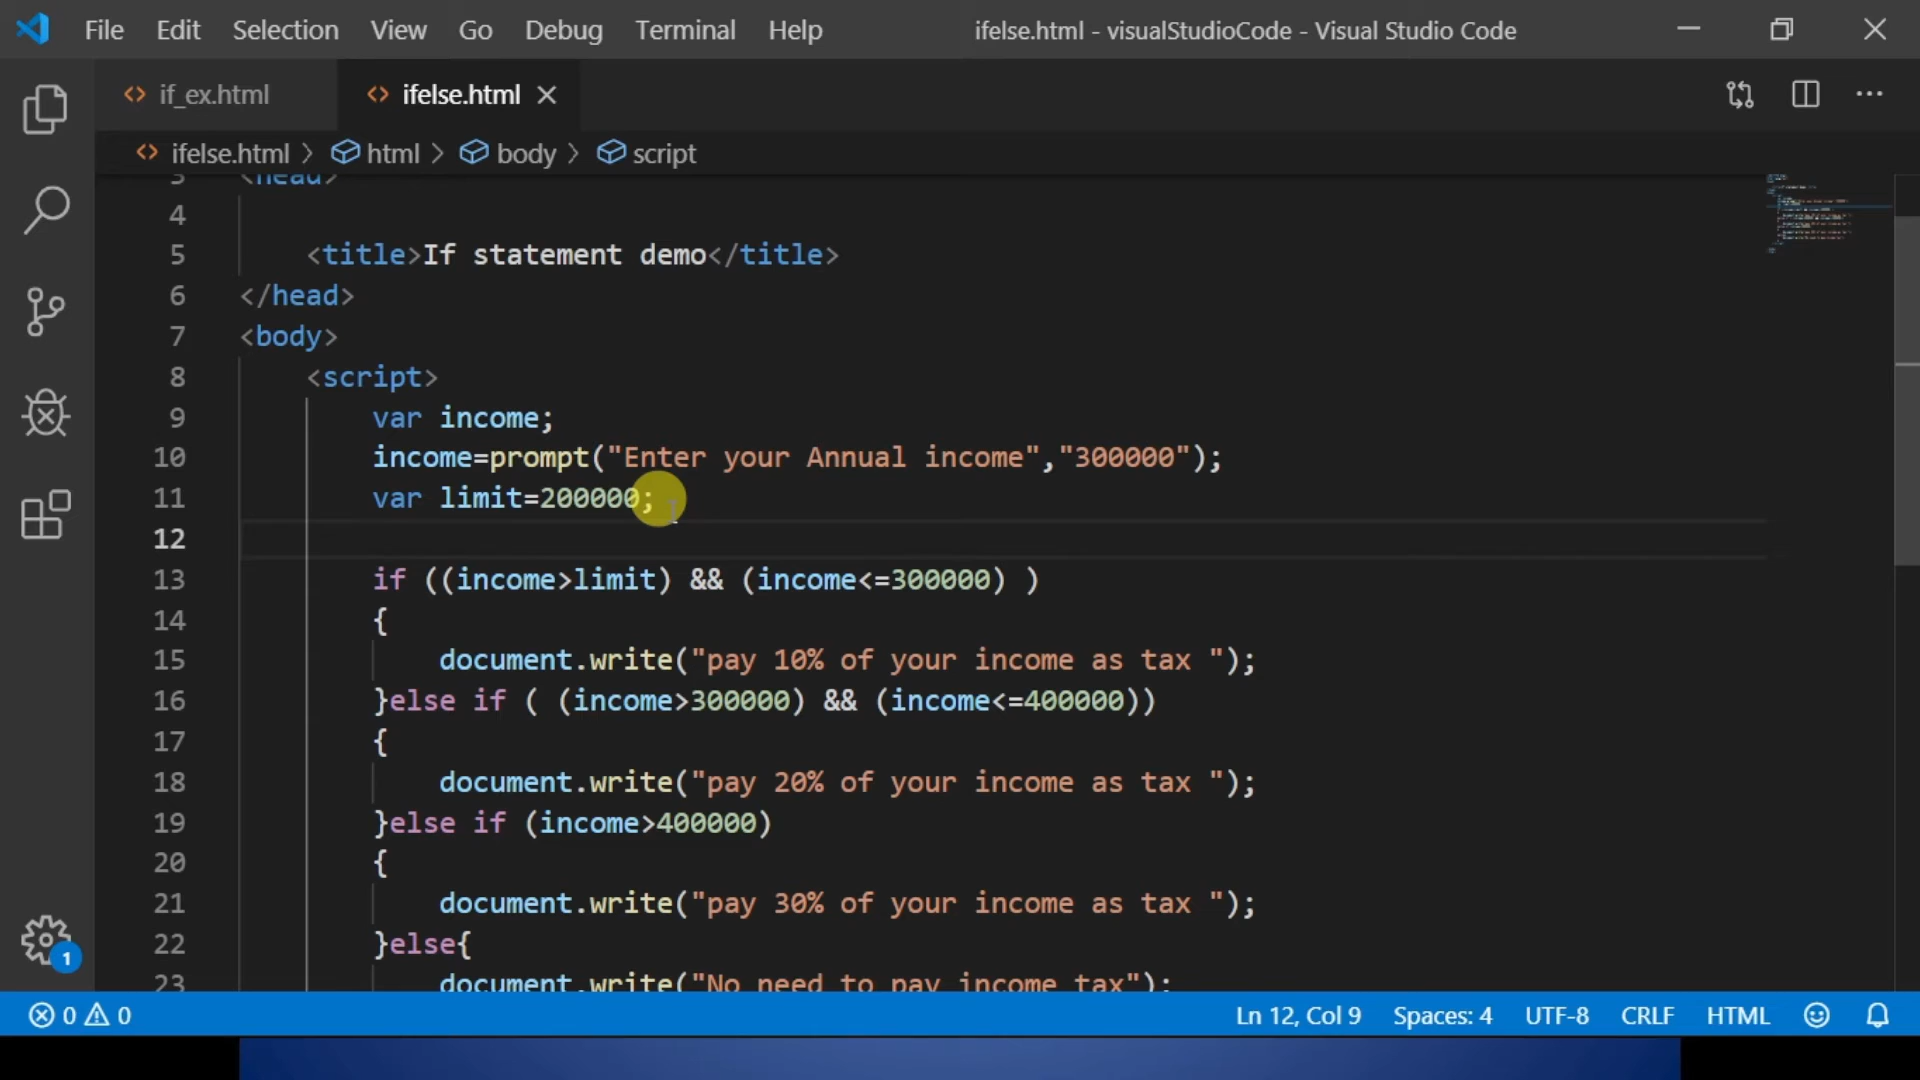 File Edit Selection View Go Debug Terminal Help ifelse.html - visualStudioCode - Visual Studio Code
if_ex.html ifelse.html
ifelse.html > html > body > script
3 <head>
4
5 <title>If statement demo</title>
6 </head>
7 <body>
8 <script>
9 var income;
10 income=prompt("Enter your Annual income","300000");
11 var limit=200000;
12
13 if ((income>limit) && (income<=300000) )
14 {
15 document.write("pay 10% of your income as tax ");
16 }else if ( (income>300000) && (income<=400000))
17 {
18 document.write("pay 20% of your income as tax ");
19 }else if (income>400000)
20 {
21 document.write("pay 30% of your income as tax ");
22 }else{
23 document.write("No need to pay income tax");
1
0 0 Ln 12, Col 9 Spaces: 4 UTF-8 CRLF HTML